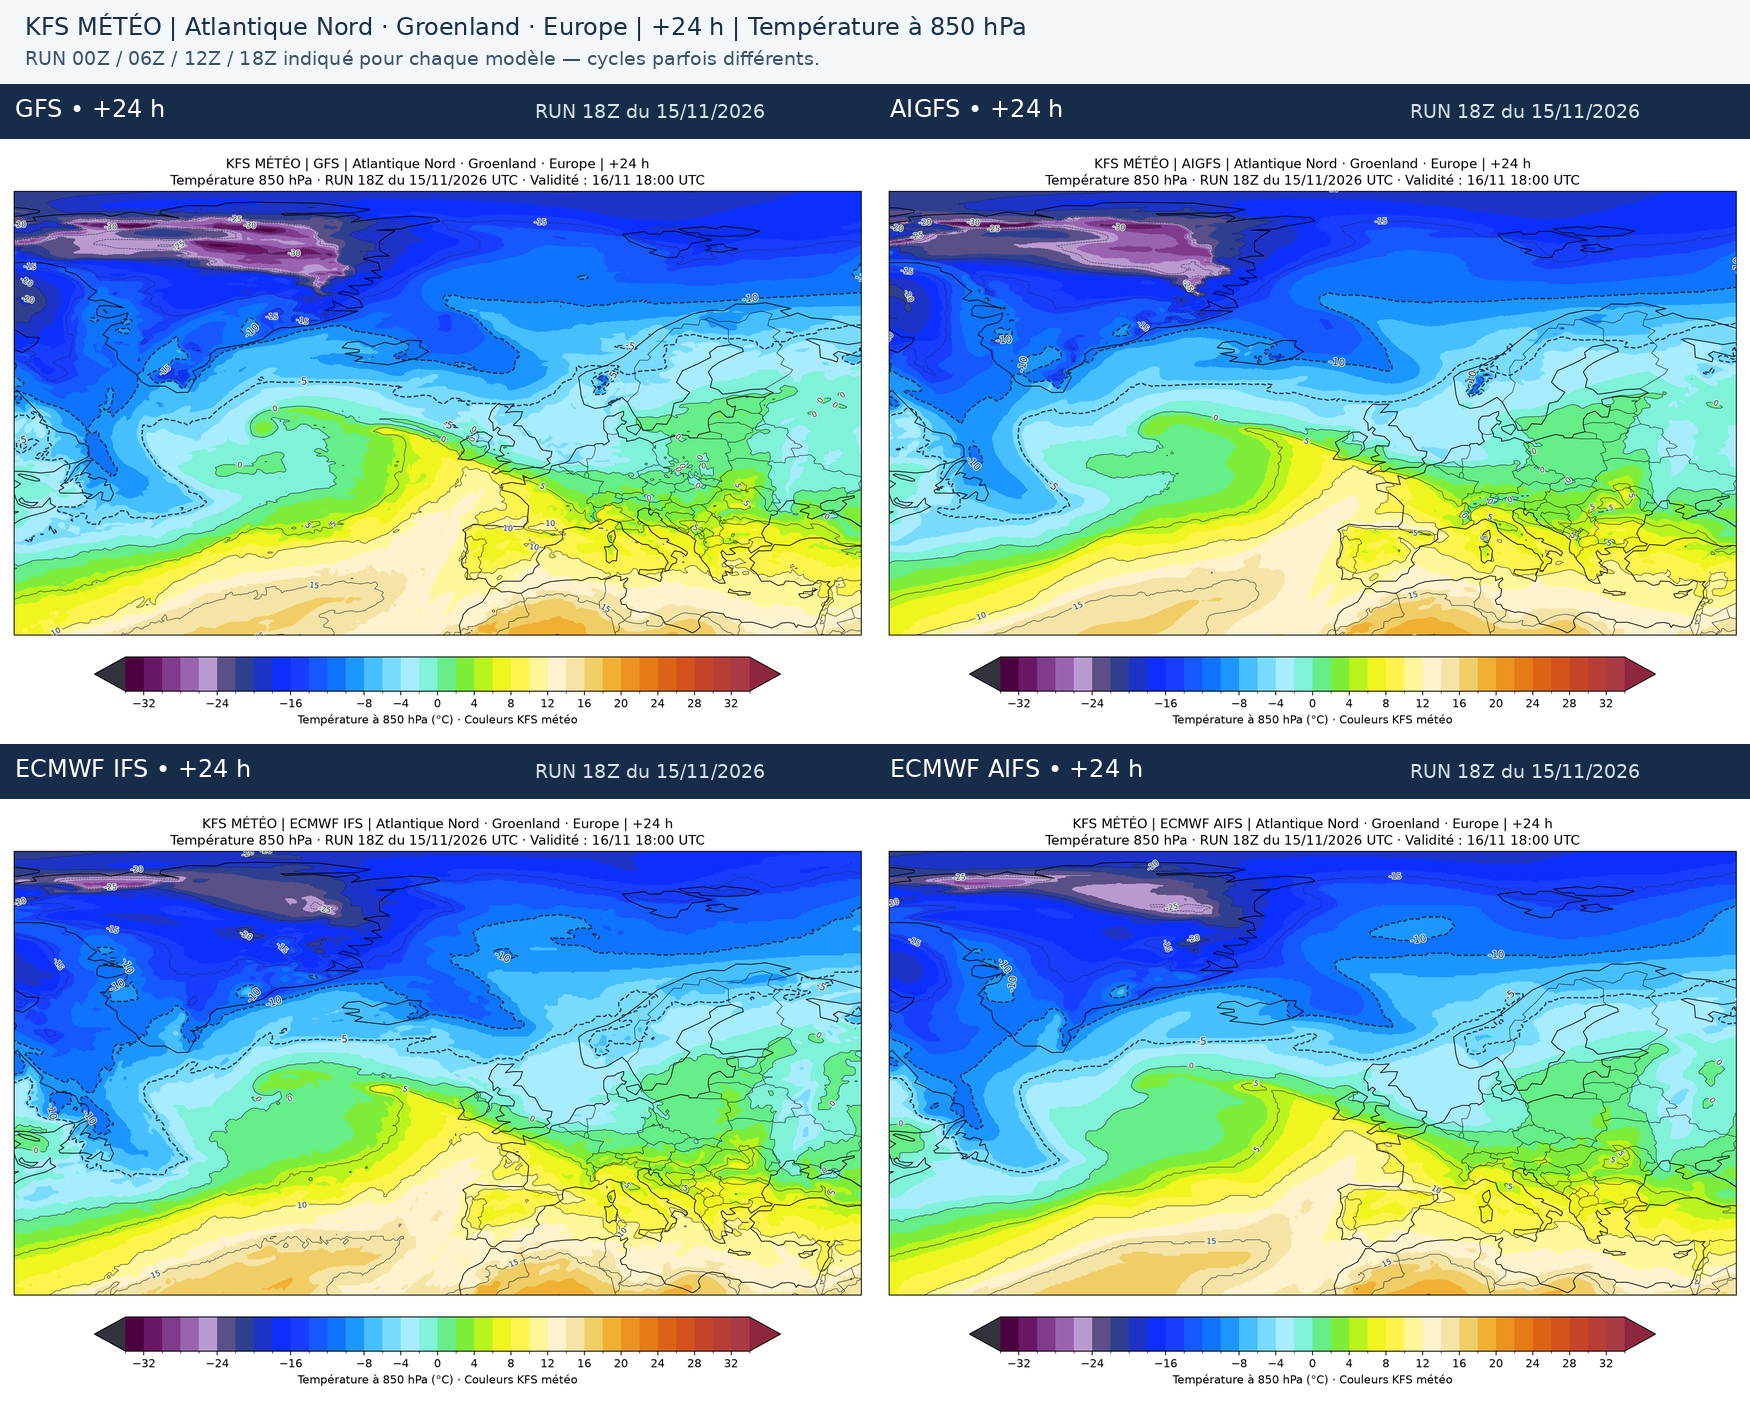 KFS MÉTÉO | Atlantique Nord · Groenland · Europe | +24 h | Température à 850 hPa
RUN 00Z / 06Z / 12Z / 18Z indiqué pour chaque modèle — cycles parfois différents.
GFS • +24 h
RUN 18Z du 15/11/2026
AIGFS • +24 h
RUN 18Z du 15/11/2026
KFS MÉTÉO | GFS | Atlantique Nord · Groenland · Europe | +24 h
Température 850 hPa · RUN 18Z du 15/11/2026 UTC · Validité : 16/11 18:00 UTC
KFS MÉTÉO | AIGFS | Atlantique Nord · Groenland · Europe | +24 h
Température 850 hPa · RUN 18Z du 15/11/2026 UTC · Validité : 16/11 18:00 UTC
−32 −24 −16 −8 −4 0 4 8 12 16 20 24 28 32
Température à 850 hPa (°C) · Couleurs KFS météo
−32 −24 −16 −8 −4 0 4 8 12 16 20 24 28 32
Température à 850 hPa (°C) · Couleurs KFS météo
ECMWF IFS • +24 h
RUN 18Z du 15/11/2026
ECMWF AIFS • +24 h
RUN 18Z du 15/11/2026
KFS MÉTÉO | ECMWF IFS | Atlantique Nord · Groenland · Europe | +24 h
Température 850 hPa · RUN 18Z du 15/11/2026 UTC · Validité : 16/11 18:00 UTC
KFS MÉTÉO | ECMWF AIFS | Atlantique Nord · Groenland · Europe | +24 h
Température 850 hPa · RUN 18Z du 15/11/2026 UTC · Validité : 16/11 18:00 UTC
−32 −24 −16 −8 −4 0 4 8 12 16 20 24 28 32
Température à 850 hPa (°C) · Couleurs KFS météo
−32 −24 −16 −8 −4 0 4 8 12 16 20 24 28 32
Température à 850 hPa (°C) · Couleurs KFS météo